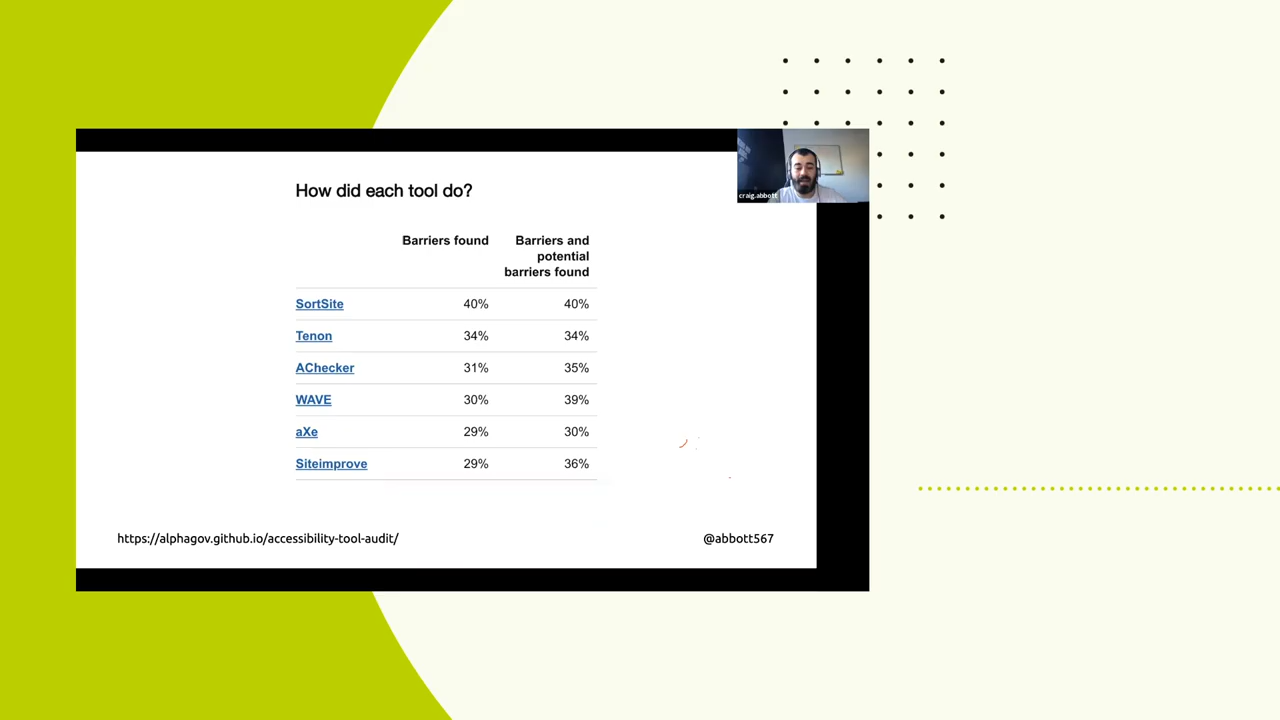 How did each tool do?
craig.abbott
Barriers found Barriers and
potential
barriers found
SortSite 40% 40%
Tenon 34% 34%
AChecker 31% 35%
WAVE 30% 39%
aXe 29% 30%
Siteimprove 29% 36%
https://alphagov.github.io/accessibility-tool-audit/ @abbott567